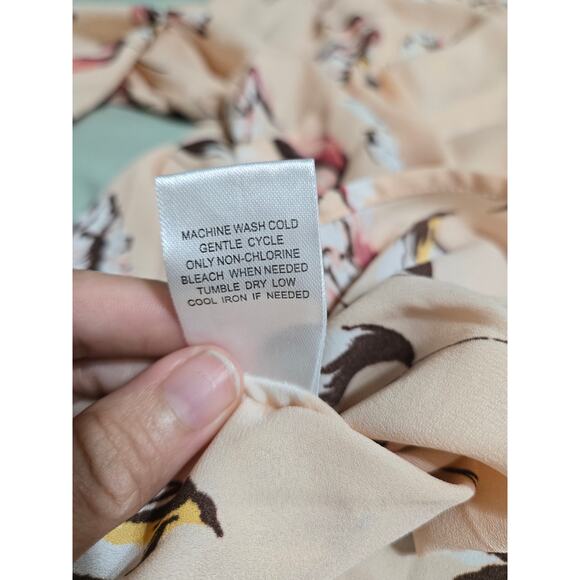 MACHINE WASH COLD
GENTLE CYCLE
ONLY NON-CHLORINE
BLEACH WHEN NEEDED
TUMBLE DRY LOW
COOL IRON IF NEEDED